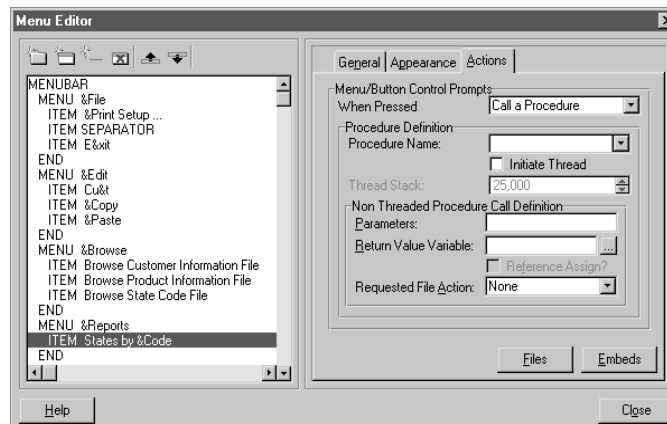 Menu Editor
General
Appearance
Actions
MENUBAR
MENU &File
ITEM &Print Setup ...
ITEM SEPARATOR
ITEM E&xit
END
MENU &Edit
ITEM Cu&t
ITEM &Copy
ITEM &Paste
END
MENU &Browse
ITEM Browse Customer Information File
ITEM Browse Product Information File
ITEM Browse State Code File
END
MENU &Reports
ITEM States by &Code
END
Menu/Button Control Prompts
When Pressed Call a Procedure
Procedure Definition
Procedure Name:
Initiate Thread
Thread Stack: 25,000
Non Threaded Procedure Call Definition
Parameters:
Return Value Variable: ...
Reference Assign?
Requested File Action: None
Files Embeds
Help Close